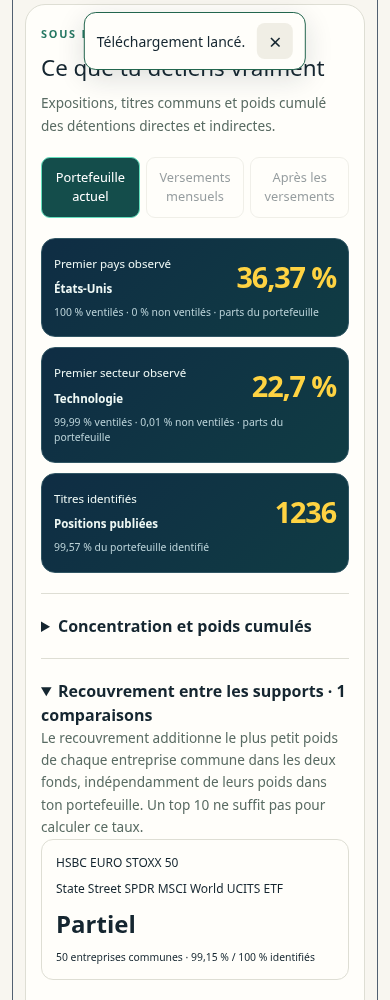 SOUS
Téléchargement lancé.
✕
Ce que tu détiens vraiment
Expositions, titres communs et poids cumulé
des détentions directes et indirectes.
Portefeuille
actuel
Versements
mensuels
Après les
versements
Premier pays observé
États-Unis
36,37 %
100 % ventilés · 0 % non ventilés · parts du portefeuille
Premier secteur observé
Technologie
22,7 %
99,99 % ventilés · 0,01 % non ventilés · parts du
portefeuille
Titres identifiés
Positions publiées
1236
99,57 % du portefeuille identifié
Concentration et poids cumulés
Recouvrement entre les supports · 1
comparaisons
Le recouvrement additionne le plus petit poids
de chaque entreprise commune dans les deux
fonds, indépendamment de leurs poids dans
ton portefeuille. Un top 10 ne suffit pas pour
calculer ce taux.
HSBC EURO STOXX 50
State Street SPDR MSCI World UCITS ETF
Partiel
50 entreprises communes · 99,15 % / 100 % identifiés